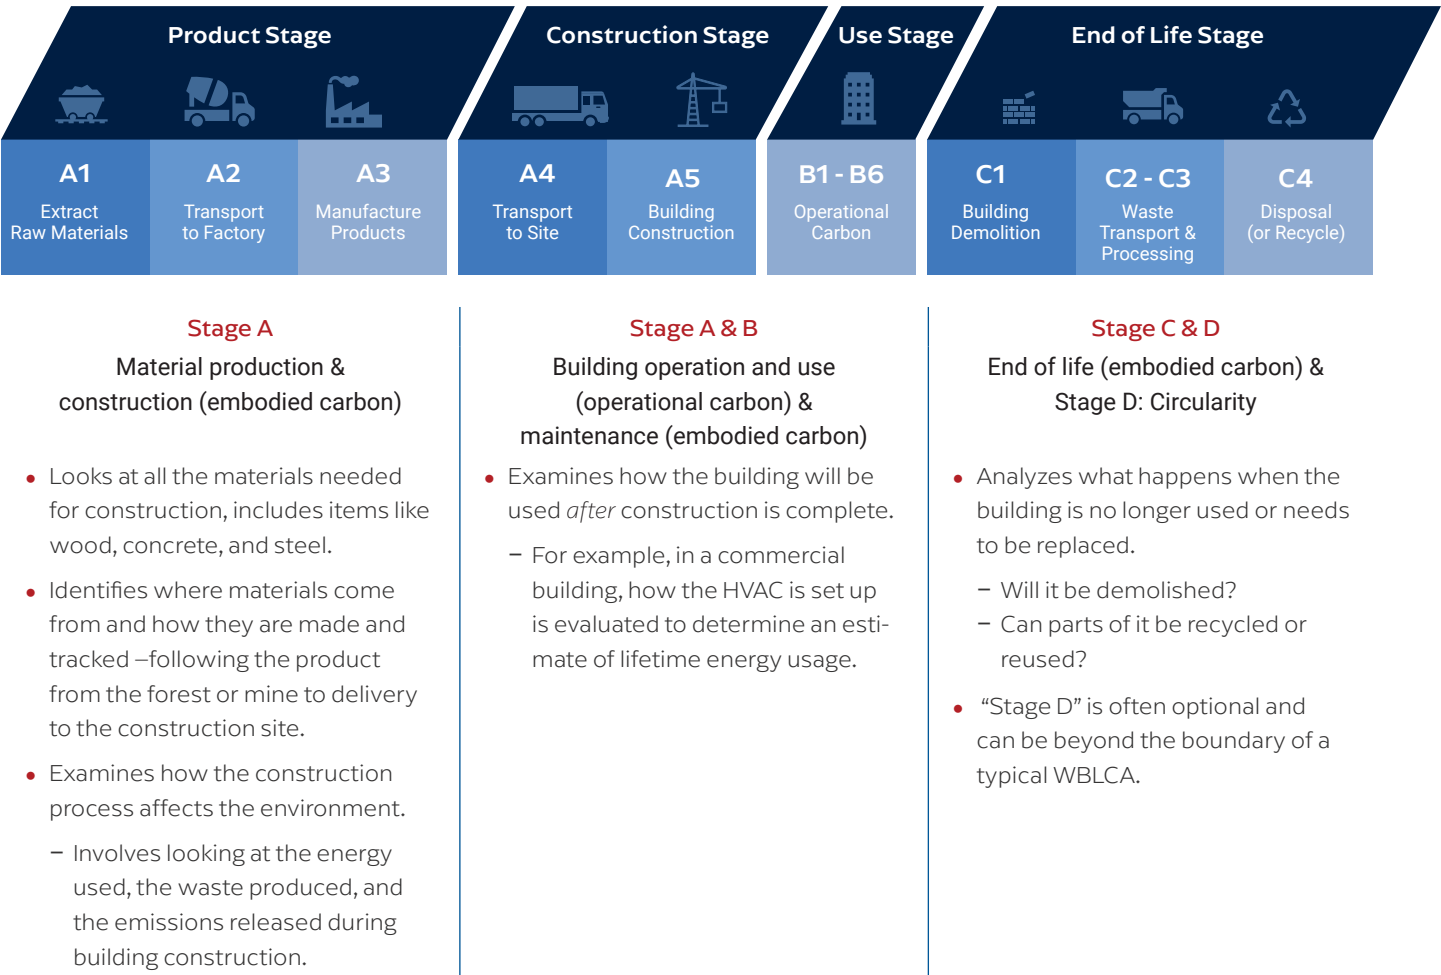 Product Stage
Construction Stage
Use Stage
End of Life Stage
A1
Extract
Raw Materials
A2
Transport
to Factory
A3
Manufacture
Products
A4
Transport
to Site
A5
Building
Construction
B1 - B6
Operational
Carbon
C1
Building
Demolition
C2 - C3
Waste
Transport &
Processing
C4
Disposal
(or Recycle)
Stage A
Material production &
construction (embodied carbon)
• Looks at all the materials needed
for construction, includes items like
wood, concrete, and steel.
• Identifies where materials come
from and how they are made and
tracked –following the product
from the forest or mine to delivery
to the construction site.
• Examines how the construction
process affects the environment.
– Involves looking at the energy
used, the waste produced, and
the emissions released during
building construction.
Stage A & B
Building operation and use
(operational carbon) &
maintenance (embodied carbon)
• Examines how the building will be
used after construction is complete.
– For example, in a commercial
building, how the HVAC is set up
is evaluated to determine an esti-
mate of lifetime energy usage.
Stage C & D
End of life (embodied carbon) &
Stage D: Circularity
• Analyzes what happens when the
building is no longer used or needs
to be replaced.
– Will it be demolished?
– Can parts of it be recycled or
reused?
• “Stage D” is often optional and
can be beyond the boundary of a
typical WBLCA.